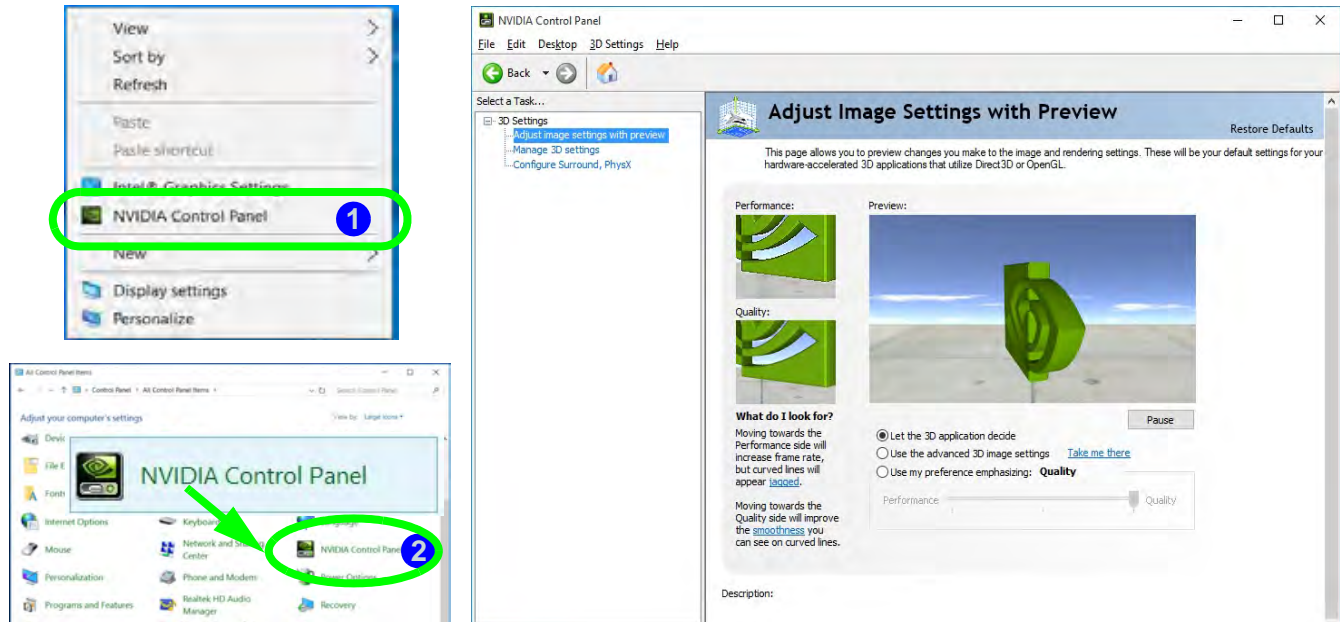 View
Sort by
Refresh
Paste
Paste shortcut
Intel® Graphics Settings
NVIDIA Control Panel
1
New
Display settings
Personalize
All Control Panel Items
Control Panel
All Control Panel Items
Search Control Panel
Adjust your computer's settings
View by: Large icons
Devic
File E
Fonts
NVIDIA Control Panel
Internet Options
Keyboard
Mouse
Network and Sharing Center
NVIDIA Control Pane
2
Personalization
Phone and Modem
Power Options
Programs and Features
Realtek HD Audio Manager
Recovery
NVIDIA Control Panel
File Edit Desktop 3D Settings Help
Back
Select a Task...
3D Settings
Adjust image settings with preview
Manage 3D settings
Configure Surround, PhysX
Adjust Image Settings with Preview
Restore Defaults
This page allows you to preview changes you make to the image and rendering settings. These will be your default settings for your
hardware-accelerated 3D applications that utilize Direct3D or OpenGL.
Performance:
Quality:
What do I look for?
Moving towards the
Performance side will
increase frame rate,
but curved lines will
appear jagged.
Moving towards the
Quality side will improve
the smoothness you
can see on curved lines.
Preview:
Pause
Let the 3D application decide
Use the advanced 3D image settings Take me there
Use my preference emphasizing: Quality
Performance Quality
Description: